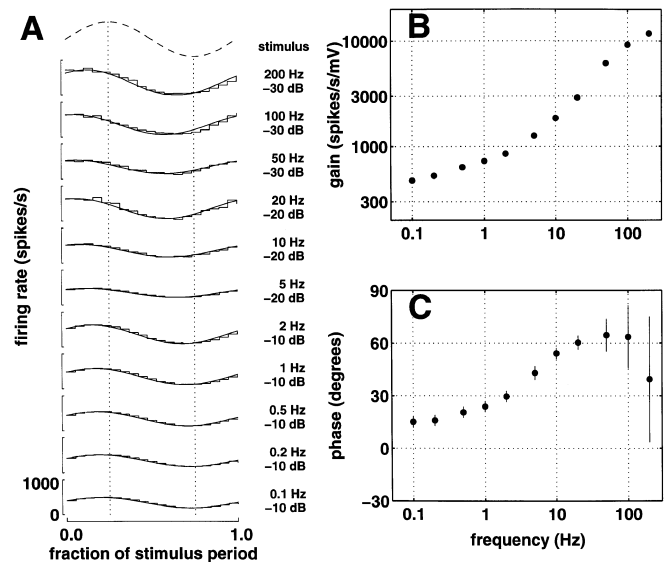 A
stimulus
200 Hz
−30 dB
100 Hz
−30 dB
50 Hz
−30 dB
20 Hz
−20 dB
10 Hz
−20 dB
5 Hz
−20 dB
2 Hz
−10 dB
1 Hz
−10 dB
0.5 Hz
−10 dB
0.2 Hz
−10 dB
0.1 Hz
−10 dB
firing rate (spikes/s)
1000
0
0.0
1.0
fraction of stimulus period
B
gain (spikes/s/mV)
10000
3000
1000
300
0.1 1 10 100
C
phase (degrees)
90
60
30
0
−30
0.1 1 10 100
frequency (Hz)